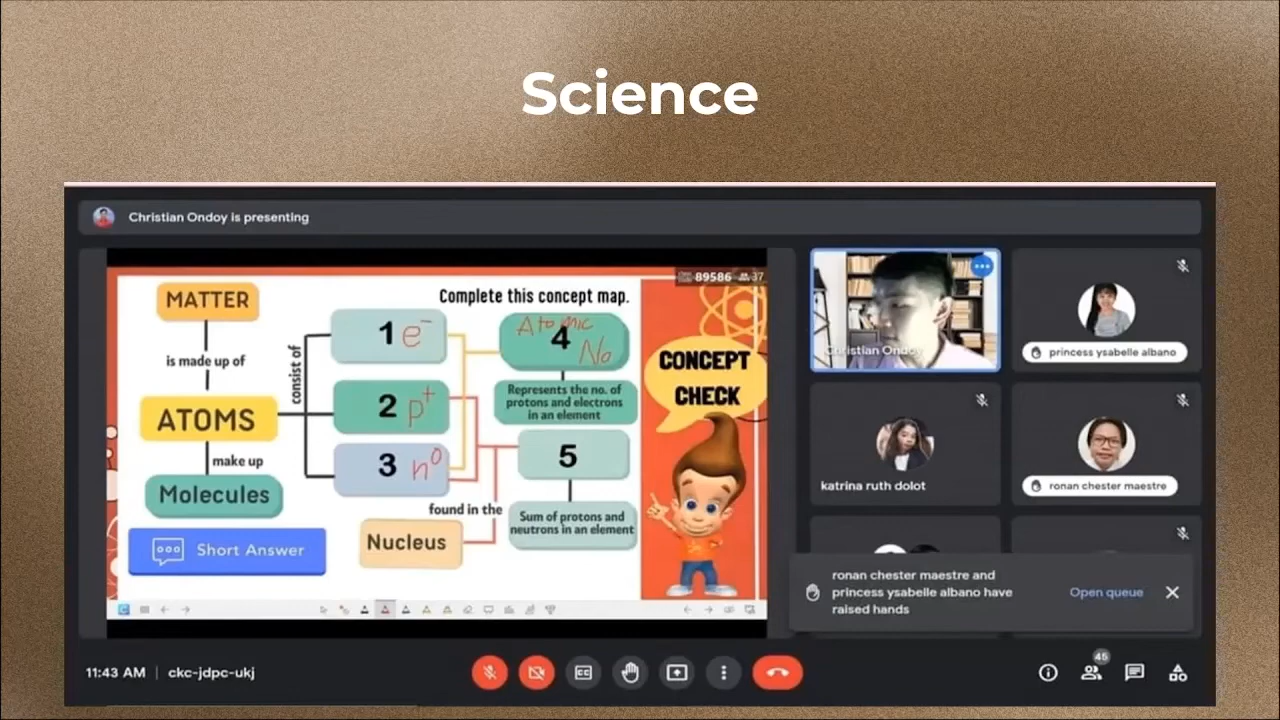 Science
Christian Ondoy is presenting
89586
37
MATTER
is made up of
ATOMS
make up
Molecules
Short Answer
consist of
Complete this concept map.
1 e⁻
2 p⁺
3 n⁰
found in the
Nucleus
Atomic
4
No
Represents the no. of
protons and electrons
in an element
5
Sum of protons and
neutrons in an element
CONCEPT
CHECK
Christian Ondoy
princess ysabelle albano
katrina ruth dolot
ronan chester maestre
ronan chester maestre and
princess ysabelle albano have
raised hands
Open queue
11:43 AM | ckc-jdpc-ukj
45